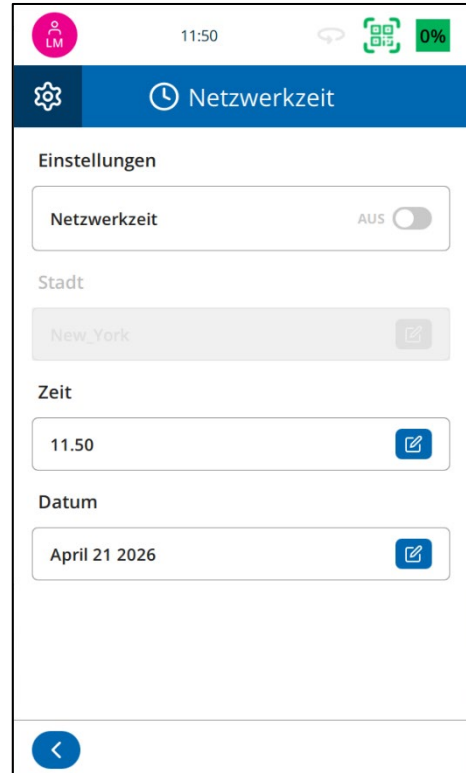 LM
11:50
0%
Netzwerkzeit
Einstellungen
Netzwerkzeit AUS
Stadt
New_York
Zeit
11.50
Datum
April 21 2026